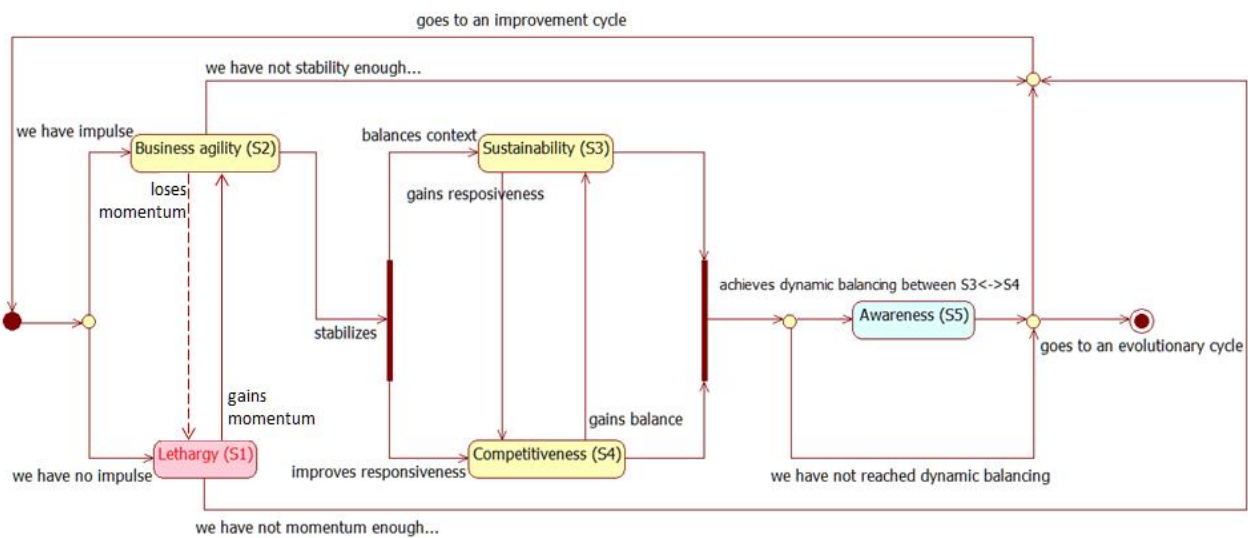 goes to an improvement cycle
we have not stability enough...
we have impulse
balances context
Business agility (S2)
Sustainability (S3)
loses
momentum
gains resposiveness
achieves dynamic balancing between S3<->S4
Awareness (S5)
stabilizes
goes to an evolutionary cycle
gains
momentum
gains balance
Lethargy (S1)
Competitiveness (S4)
we have no impulse
improves responsiveness
we have not reached dynamic balancing
we have not momentum enough...